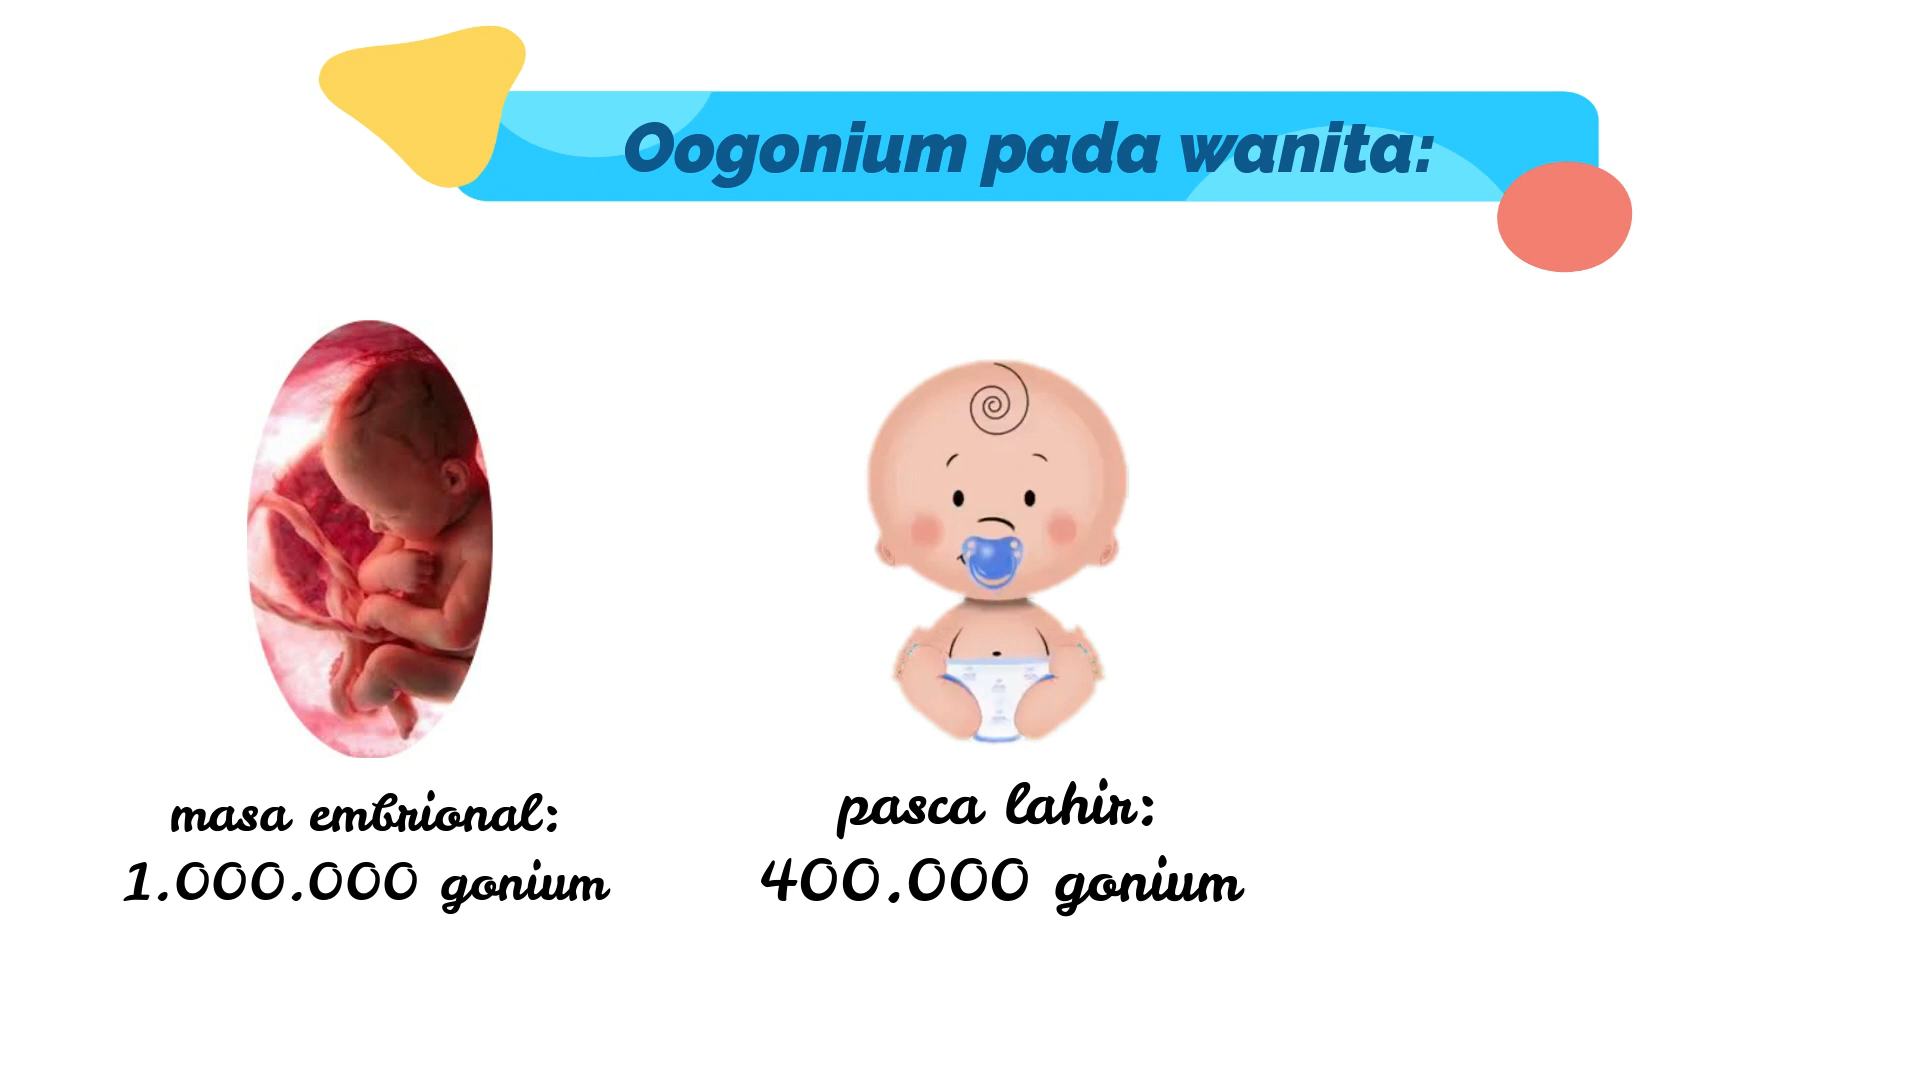 Oogonium pada wanita:
masa embrional:
1.000.000 gonium
pasca lahir:
400.000 gonium